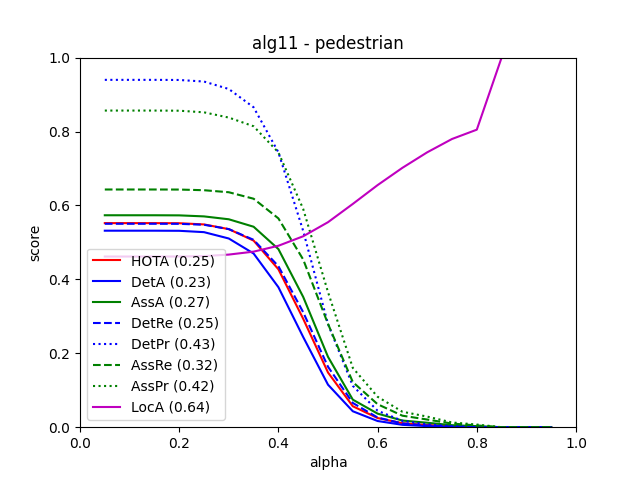 alg11 - pedestrian
1.0
0.8
0.6
0.4
0.2
0.0
score
HOTA (0.25)
DetA (0.23)
AssA (0.27)
DetRe (0.25)
DetPr (0.43)
AssRe (0.32)
AssPr (0.42)
LocA (0.64)
0.0 0.2 0.4 0.6 0.8 1.0
alpha